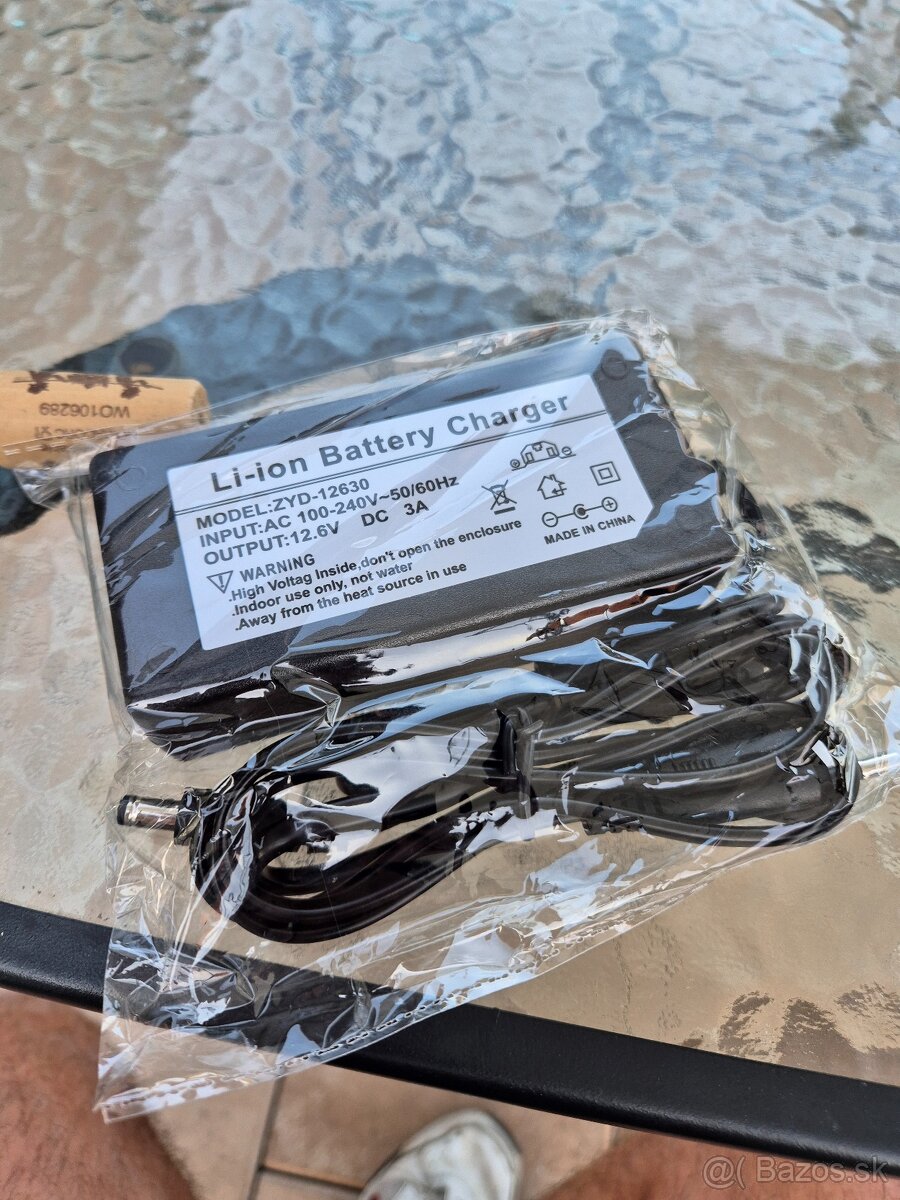 WO106289
Li-ion Battery Charger
MODEL:ZYD-12630
INPUT:AC 100-240V~50/60Hz
OUTPUT:12.6V DC 3A
WARNING
.High Voltag Inside,don't open the enclosure
.Indoor use only, not water
.Away from the heat source in use
MADE IN CHINA
@( Bazos.sk